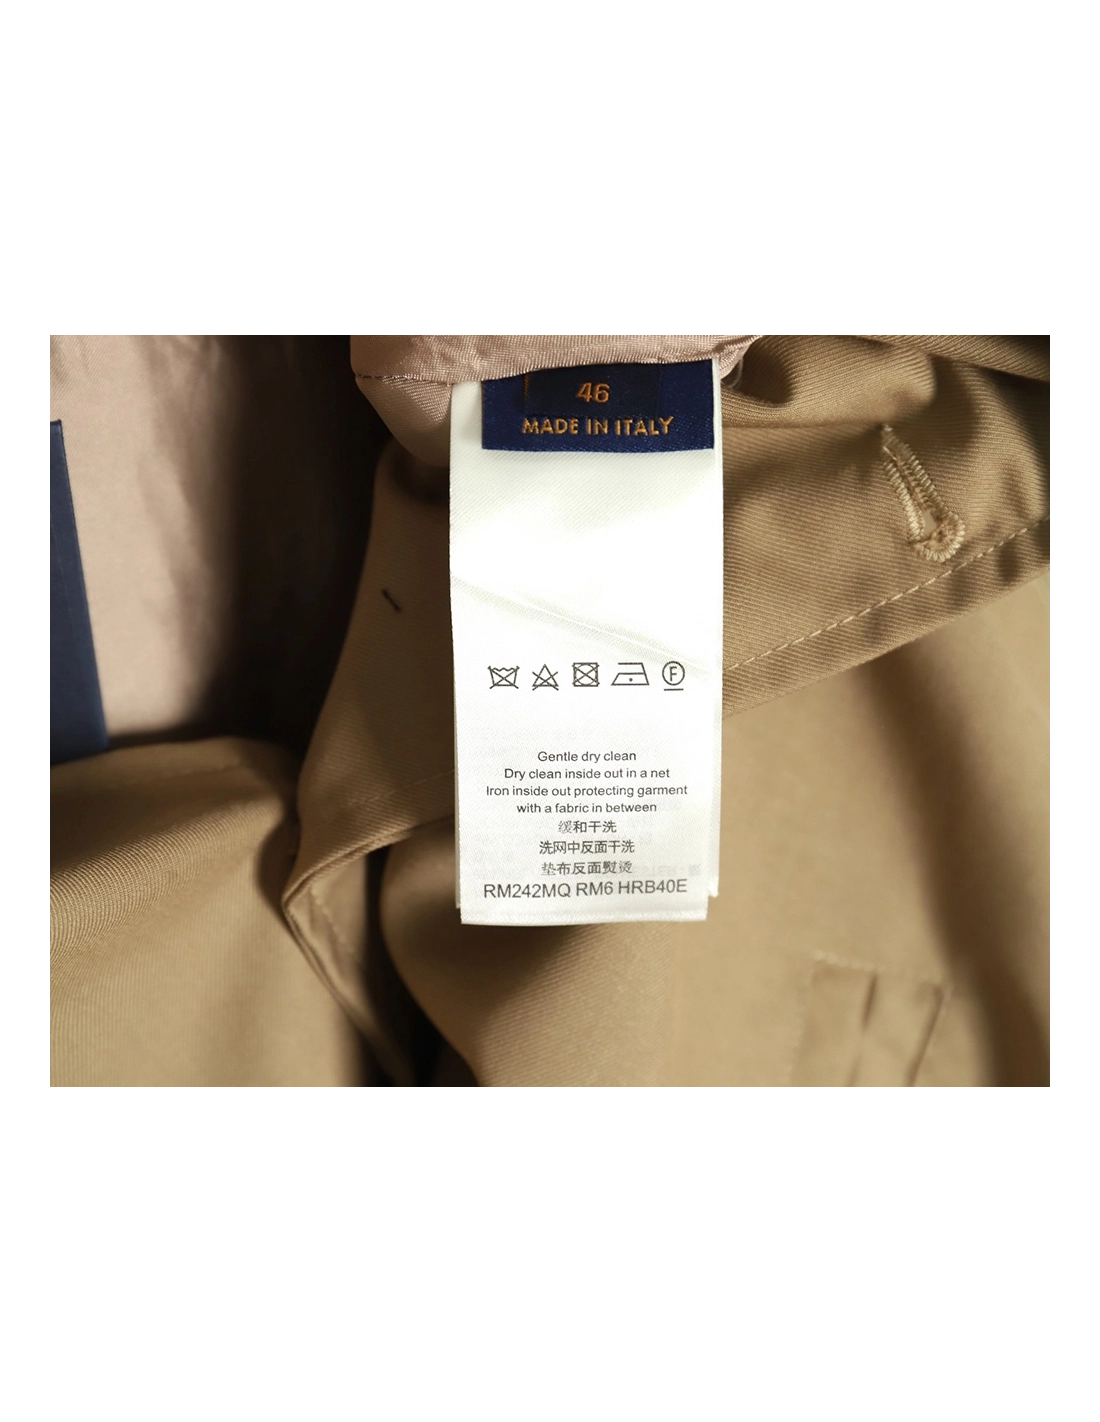 46
MADE IN ITALY
F
Gentle dry clean
Dry clean inside out in a net
Iron inside out protecting garment
with a fabric in between
缓和干洗
洗网中反面干洗
垫布反面熨烫
RM242MQ RM6 HRB40E